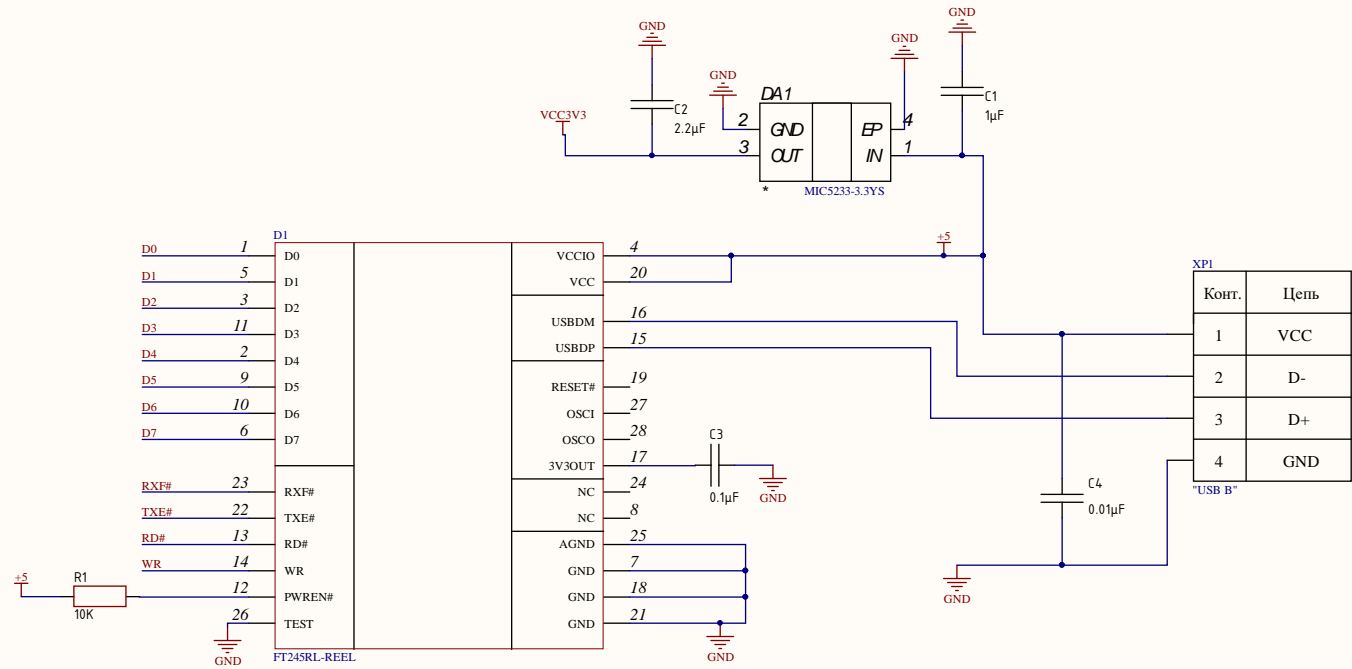 GND
GND
GND
GND
DA1
C2
2.2µF
C1
1µF
VCC3V3
2 GND EP 4
3 OUT IN 1
*
MIC5233-3.3YS
D1
D0 1 D0 VCCIO 4
+5
D1 5 D1 VCC 20
D2 3 D2 USBDM 16
D3 11 D3 USBDP 15
D4 2 D4
D5 9 D5 RESET# 19
D6 10 D6 OSCI 27
D7 6 D7 OSCO 28
3V3OUT 17
C3
0.1µF
GND
RXF# 23 RXF# NC 24
TXE# 22 TXE# NC 8
RD# 13 RD# AGND 25
WR 14 WR GND 7
+5
R1
10K
12 PWREN# GND 18
26 TEST GND 21
GND
GND
FT245RL-REEL
XP1
Конт. Цепь
1 VCC
2 D-
3 D+
4 GND
"USB B"
C4
0.01µF
GND